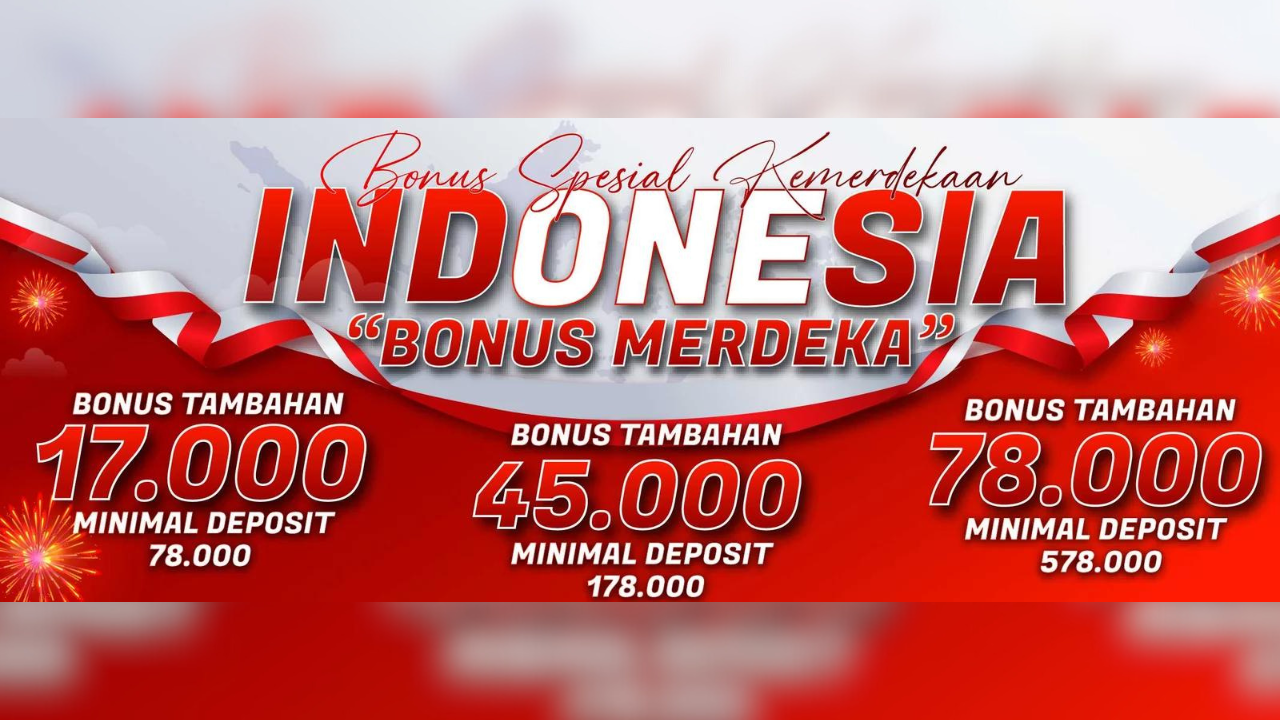 Bonus Spesial Kemerdekaan
INDONESIA
“BONUS MERDEKA”
BONUS TAMBAHAN
17.000
MINIMAL DEPOSIT
78.000
BONUS TAMBAHAN
45.000
MINIMAL DEPOSIT
178.000
BONUS TAMBAHAN
78.000
MINIMAL DEPOSIT
578.000